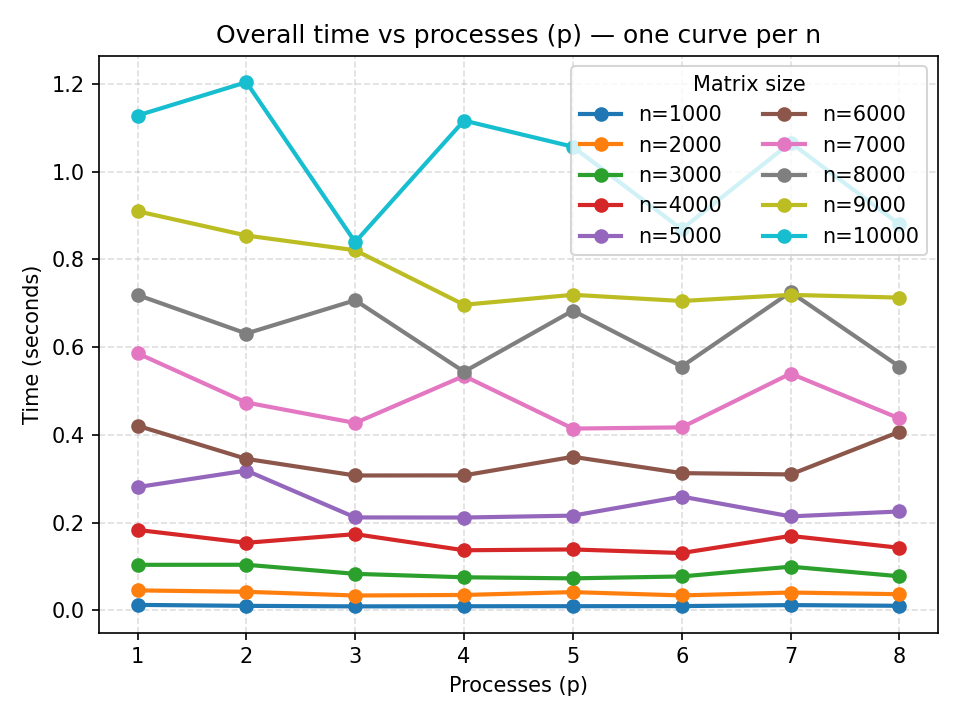 Overall time vs processes (p) — one curve per n
Time (seconds)
1.2
1.0
0.8
0.6
0.4
0.2
0.0
Matrix size
n=1000 n=6000
n=2000 n=7000
n=3000 n=8000
n=4000 n=9000
n=5000 n=10000
1 2 3 4 5 6 7 8
Processes (p)